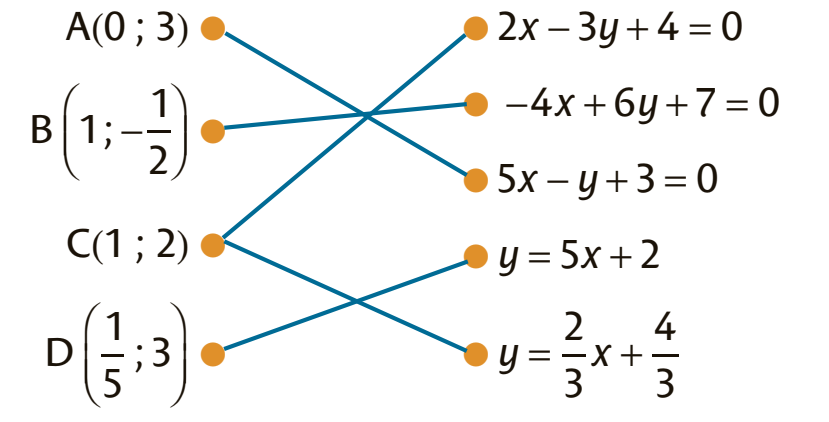 A(0 ; 3)
B(1 ; −1/2)
C(1 ; 2)
D(1/5 ; 3)
2x − 3y + 4 = 0
−4x + 6y + 7 = 0
5x − y + 3 = 0
y = 5x + 2
y = 2/3 x + 4/3